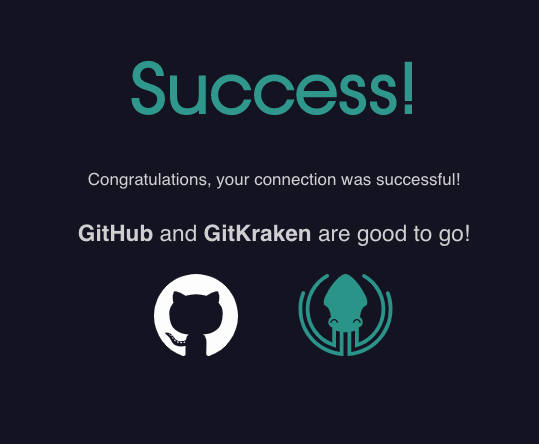 Success!
Congratulations, your connection was successful!
GitHub and GitKraken are good to go!